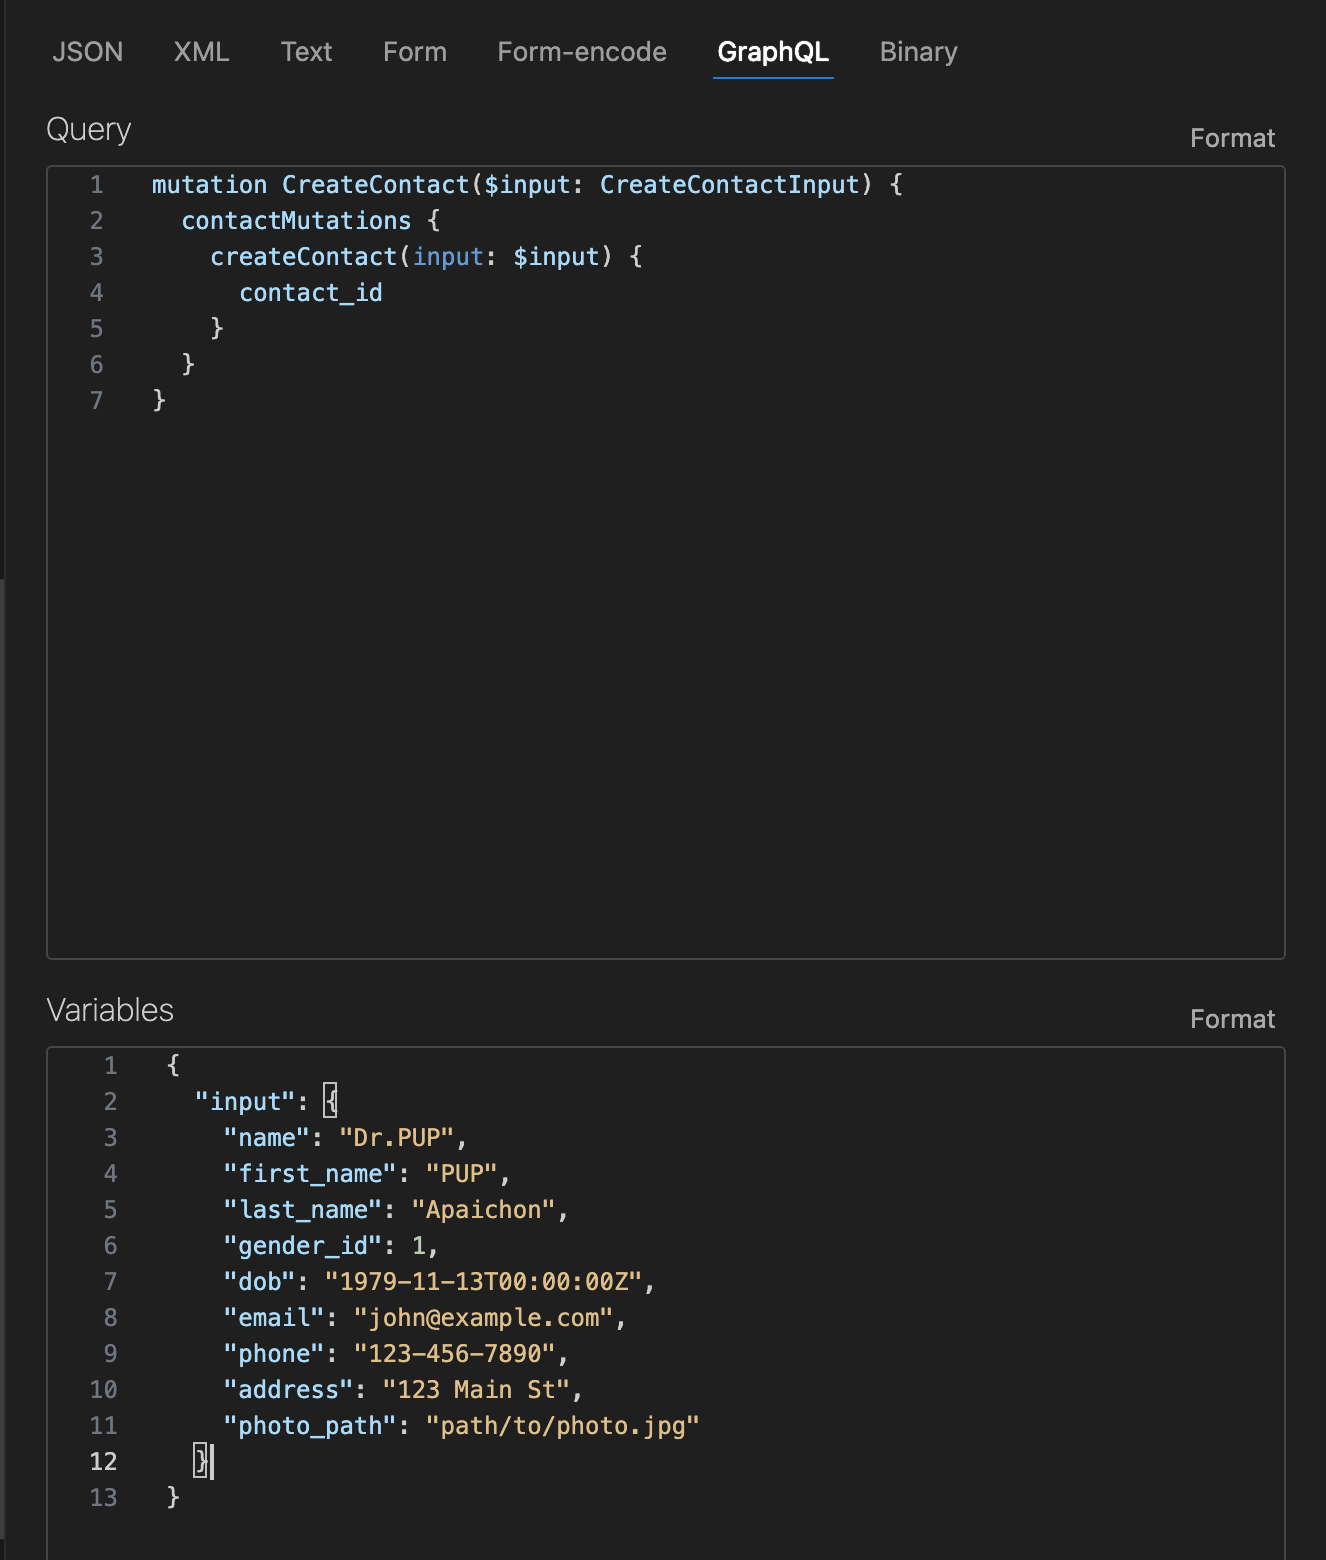 JSON XML Text Form Form-encode GraphQL Binary
Query
Format
1 mutation CreateContact($input: CreateContactInput) {
2   contactMutations {
3     createContact(input: $input) {
4       contact_id
5     }
6   }
7 }
Variables
Format
1 {
2   "input": {
3     "name": "Dr.PUP",
4     "first_name": "PUP",
5     "last_name": "Apaichon",
6     "gender_id": 1,
7     "dob": "1979-11-13T00:00:00Z",
8     "email": "john@example.com",
9     "phone": "123-456-7890",
10     "address": "123 Main St",
11     "photo_path": "path/to/photo.jpg"
12   }
13 }